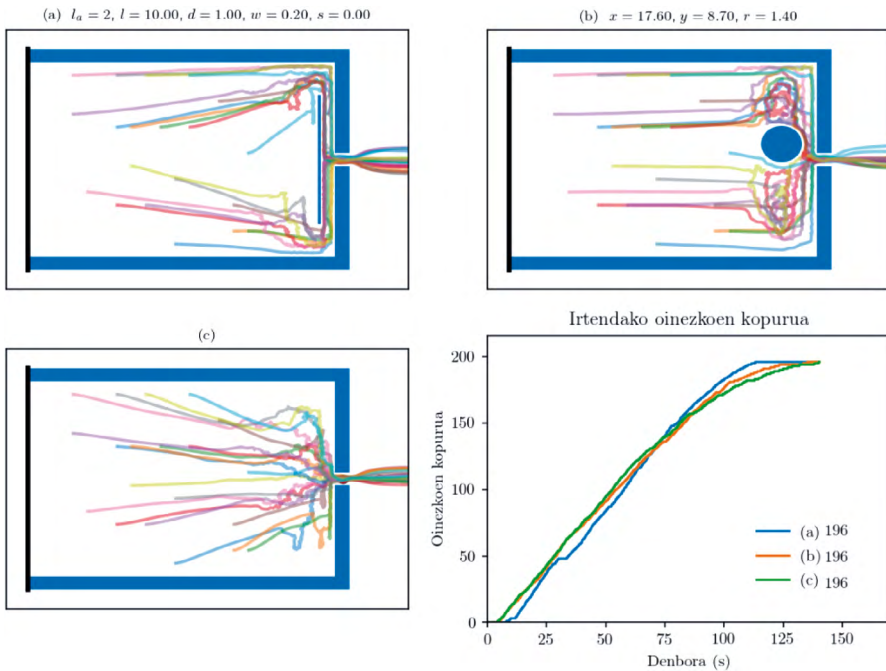 (a) $l_a = 2, l = 10.00, d = 1.00, w = 0.20, s = 0.00$
(b) $x = 17.60, y = 8.70, r = 1.40$
(c)
Irtendako oinezkoen kopurua
200
150
100
50
0
Oinezkoen kopurua
(a) 196
(b) 196
(c) 196
0 25 50 75 100 125 150
Denbora (s)